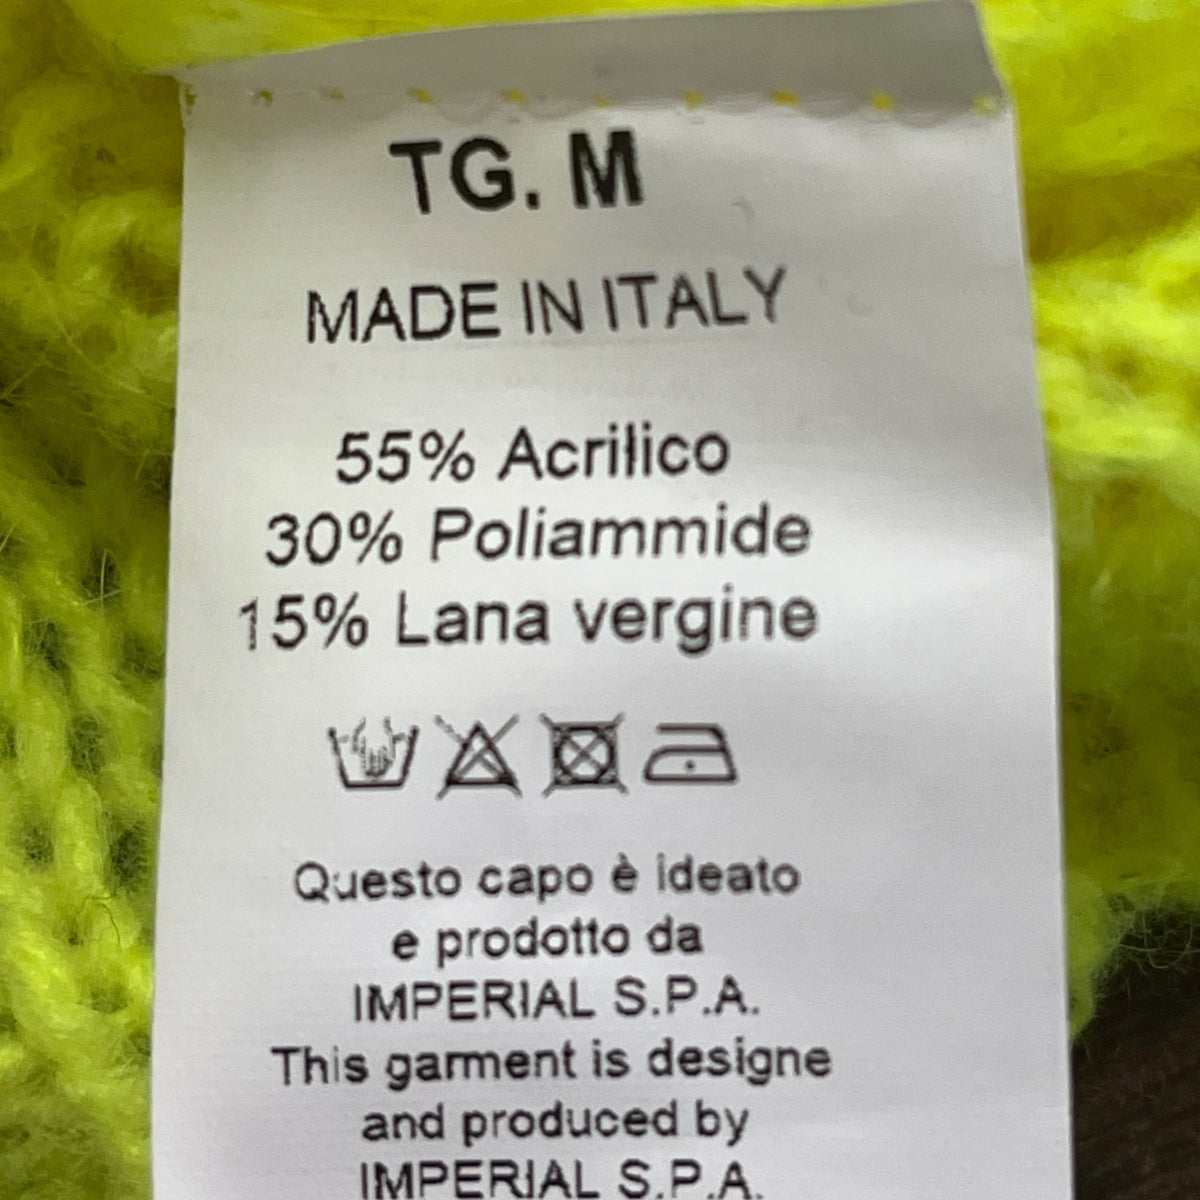 TG. M
MADE IN ITALY
55% Acrilico
30% Poliammide
15% Lana vergine
Questo capo è ideato
e prodotto da
IMPERIAL S.P.A.
This garment is designe
and produced by
IMPERIAL S.P.A.